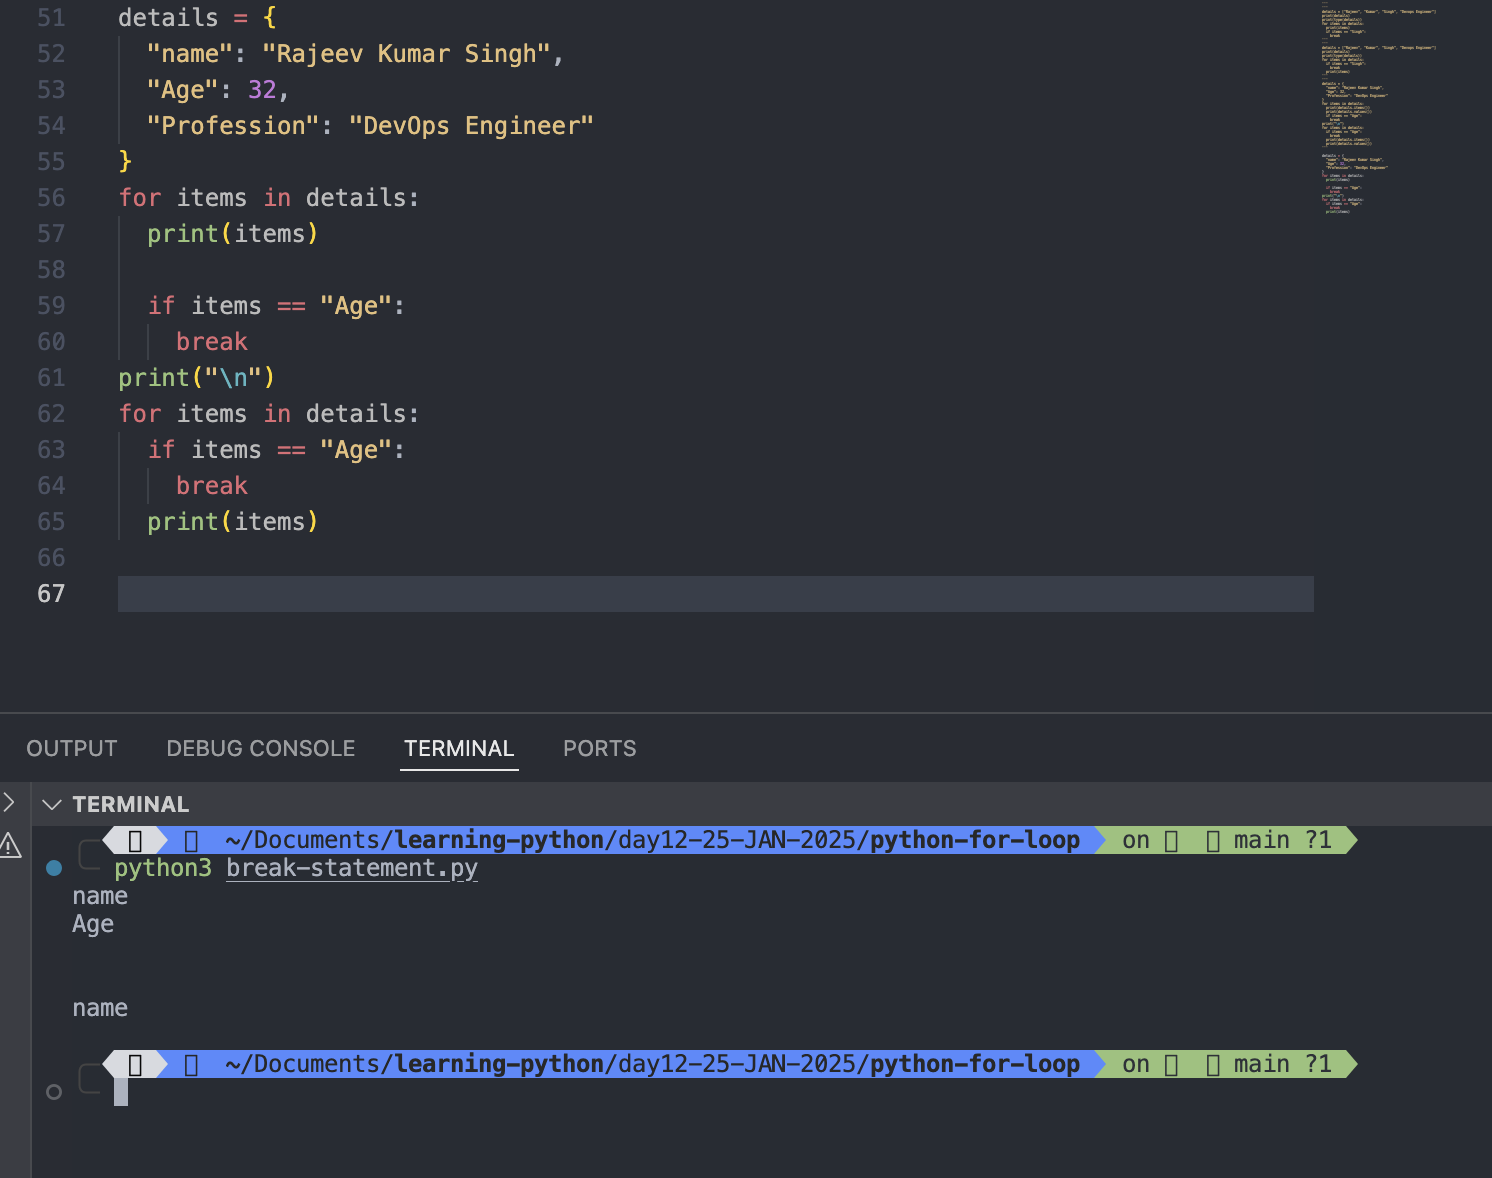 51 details = {
52 "name": "Rajeev Kumar Singh",
53 "Age": 32,
54 "Profession": "DevOps Engineer"
55 }
56 for items in details:
57 print(items)
58
59 if items == "Age":
60 break
61 print("\n")
62 for items in details:
63 if items == "Age":
64 break
65 print(items)
66
67
OUTPUT DEBUG CONSOLE TERMINAL PORTS
TERMINAL
~/Documents/learning-python/day12-25-JAN-2025/python-for-loop on main ?1
python3 break-statement.py
name
Age
name
~/Documents/learning-python/day12-25-JAN-2025/python-for-loop on main ?1